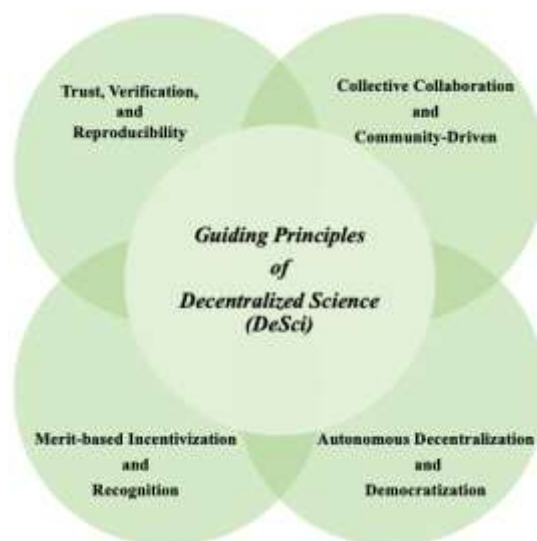 Trust, Verification,
and
Reproducibility
Collective Collaboration
and
Community-Driven
Guiding Principles
of
Decentralized Science
(DeSci)
Merit-based Incentivization
and
Recognition
Autonomous Decentralization
and
Democratization